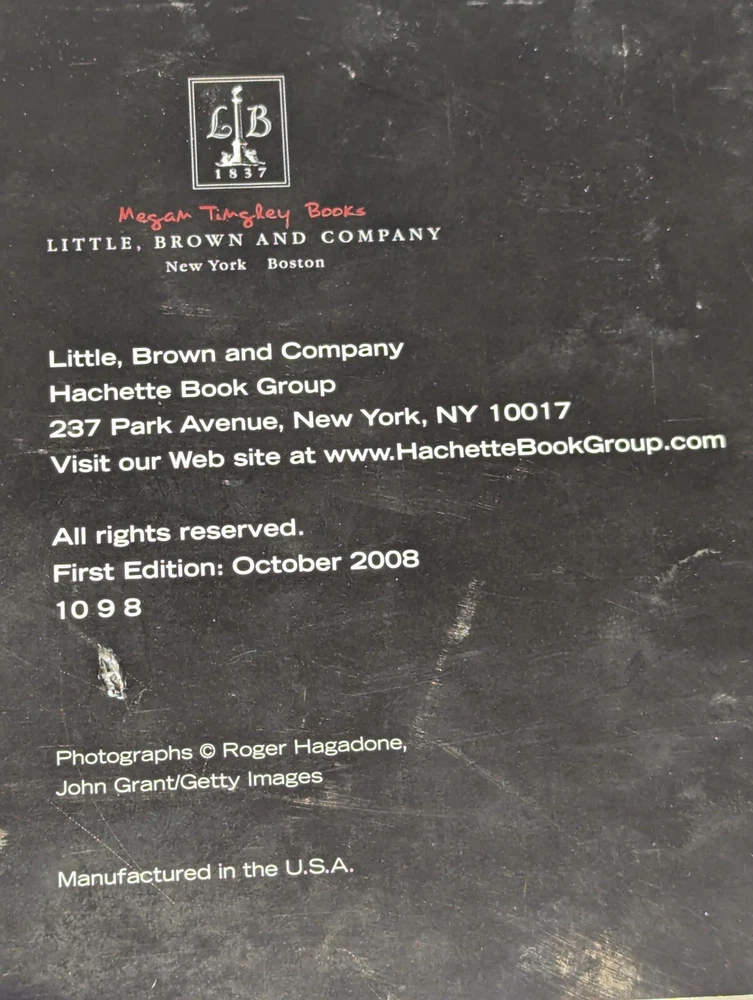 L B
1837
Megan Tingley Books
LITTLE, BROWN AND COMPANY
New York Boston
Little, Brown and Company
Hachette Book Group
237 Park Avenue, New York, NY 10017
Visit our Web site at www.HachetteBookGroup.com
All rights reserved.
First Edition: October 2008
10 9 8
Photographs © Roger Hagadone,
John Grant/Getty Images
Manufactured in the U.S.A.